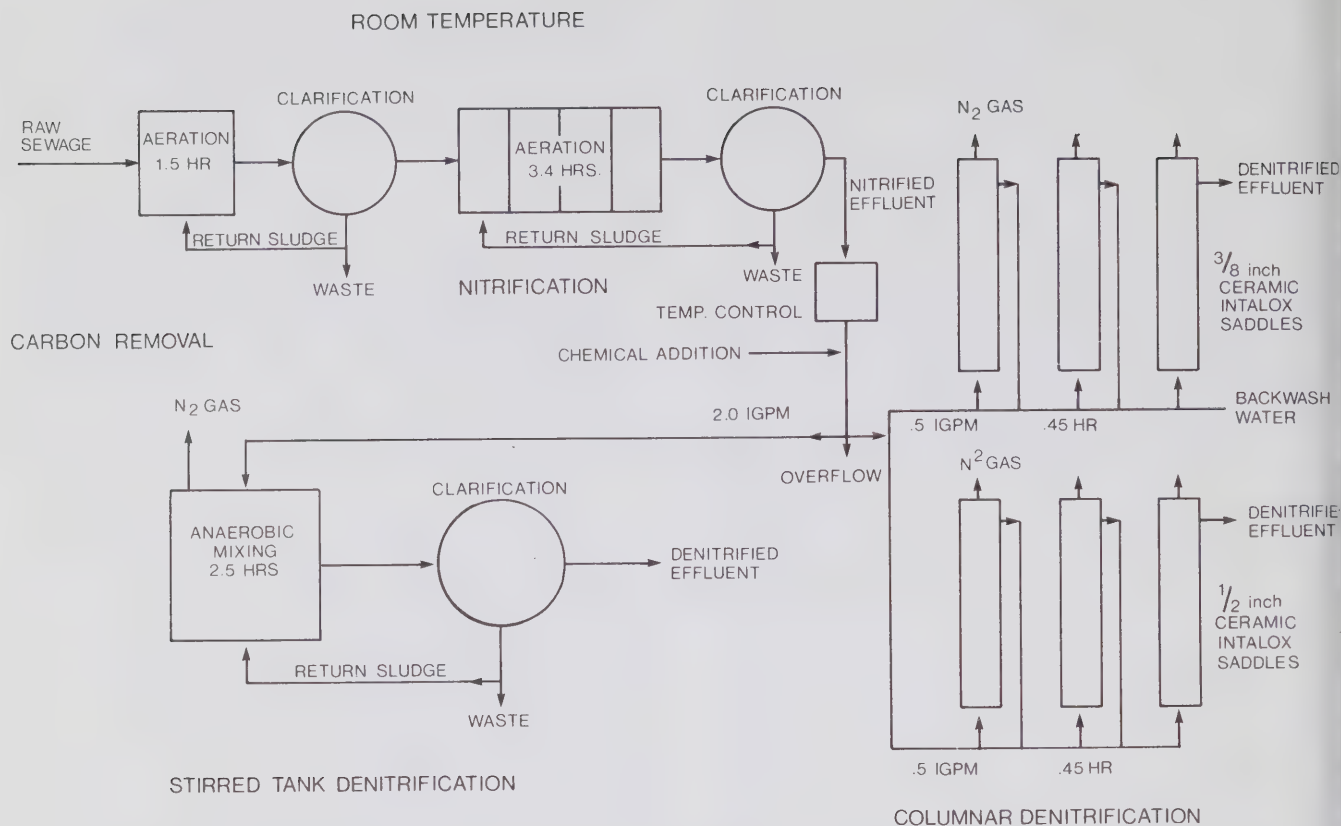 ROOM TEMPERATURE
RAW
SEWAGE
AERATION
1.5 HR
CLARIFICATION
RETURN SLUDGE
WASTE
CARBON REMOVAL
AERATION
3.4 HRS.
CLARIFICATION
RETURN SLUDGE
WASTE
NITRIFICATION
NITRIFIED
EFFLUENT
TEMP. CONTROL
CHEMICAL ADDITION
2.0 IGPM
OVERFLOW
N2 GAS
ANAEROBIC
MIXING
2.5 HRS
CLARIFICATION
DENITRIFIED
EFFLUENT
RETURN SLUDGE
WASTE
STIRRED TANK DENITRIFICATION
N2 GAS
DENITRIFIED
EFFLUENT
3/8 inch
CERAMIC
INTALOX
SADDLES
BACKWASH
WATER
.5 IGPM
.45 HR
N2 GAS
DENITRIFIE
EFFLUENT
1/2 inch
CERAMIC
INTALOX
SADDLES
.5 IGPM
.45 HR
COLUMNAR DENITRIFICATION